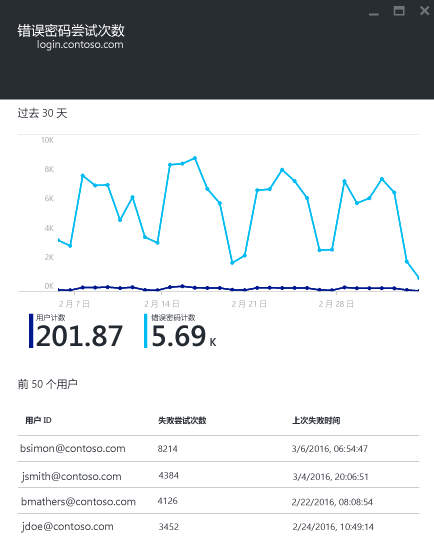 错误密码尝试次数
login.contoso.com
过去 30 天
10K
8K
6K
4K
2K
0K
2 月 7 日 2 月 14 日 2 月 21 日 2 月 28 日
用户计数 错误密码计数
201.87 5.69 K
前 50 个用户
用户 ID 失败尝试次数 上次失败时间
bsimon@contoso.com 8214 3/6/2016, 06:54:47
jsmith@contoso.com 4384 3/4/2016, 20:06:51
bmathers@contoso.com 4126 2/22/2016, 08:08:54
jdoe@contoso.com 3452 2/24/2016, 10:49:14